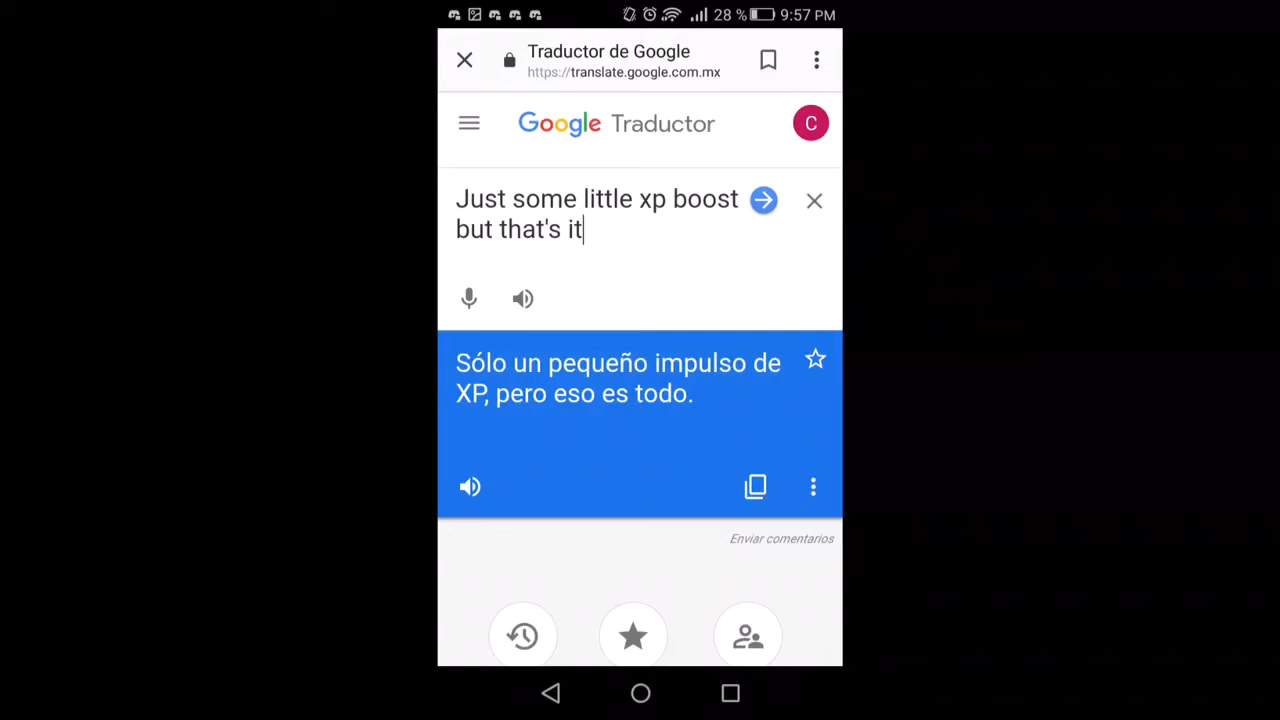 28 % 9:57 PM
Traductor de Google
https://translate.google.com.mx
Google Traductor
C
Just some little xp boost
but that's it
Sólo un pequeño impulso de
XP, pero eso es todo.
Enviar comentarios